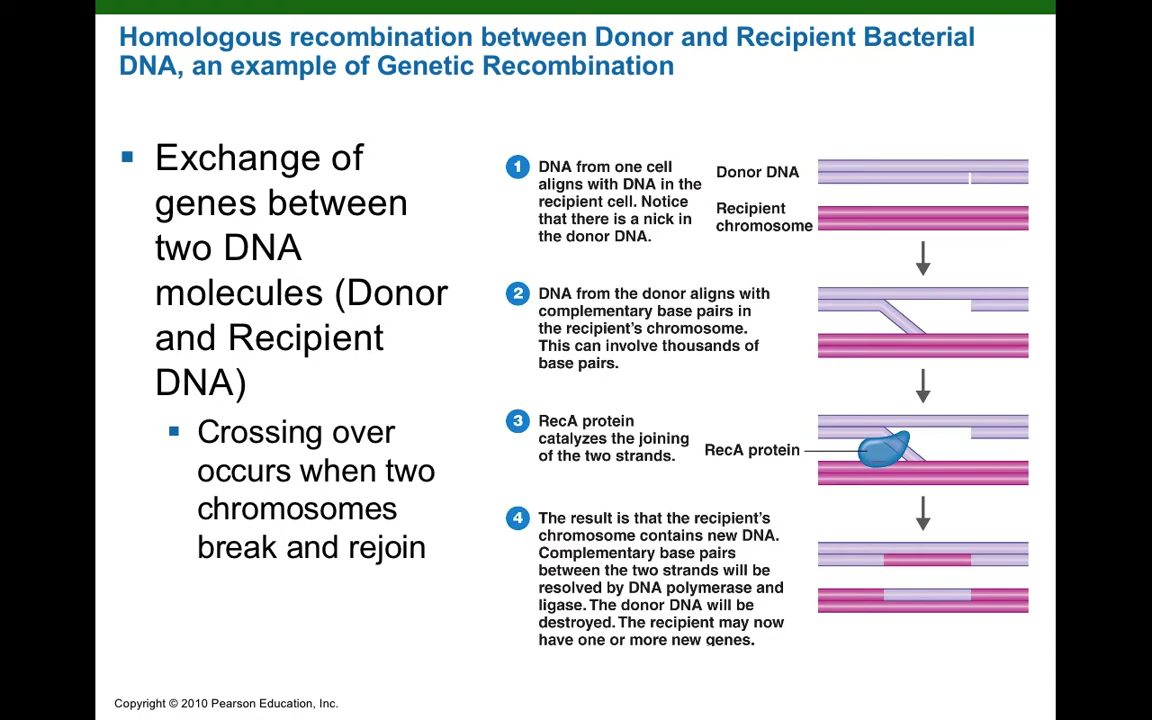 Homologous recombination between Donor and Recipient Bacterial
DNA, an example of Genetic Recombination
▪ Exchange of
genes between
two DNA
molecules (Donor
and Recipient
DNA)
▪ Crossing over
occurs when two
chromosomes
break and rejoin
1 DNA from one cell
aligns with DNA in the
recipient cell. Notice
that there is a nick in
the donor DNA.
Donor DNA
Recipient
chromosome
2 DNA from the donor aligns with
complementary base pairs in
the recipient's chromosome.
This can involve thousands of
base pairs.
3 RecA protein
catalyzes the joining
of the two strands.
RecA protein
4 The result is that the recipient's
chromosome contains new DNA.
Complementary base pairs
between the two strands will be
resolved by DNA polymerase and
ligase. The donor DNA will be
destroyed. The recipient may now
have one or more new genes.
Copyright © 2010 Pearson Education, Inc.